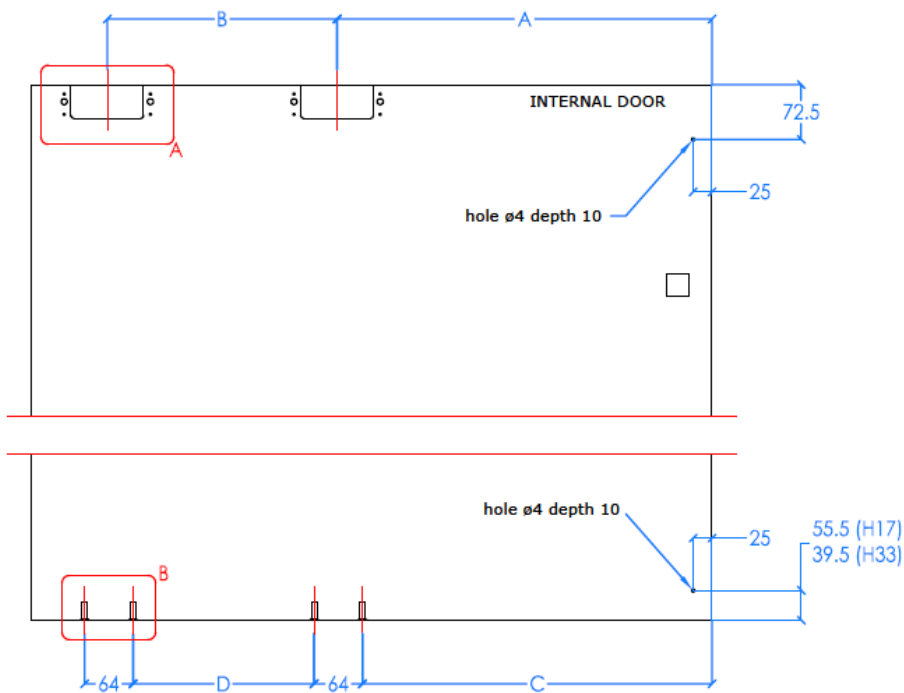 B
A
INTERNAL DOOR
72.5
A
25
hole ø4 depth 10
hole ø4 depth 10
25
55.5 (H17)
39.5 (H33)
B
64
D
64
C